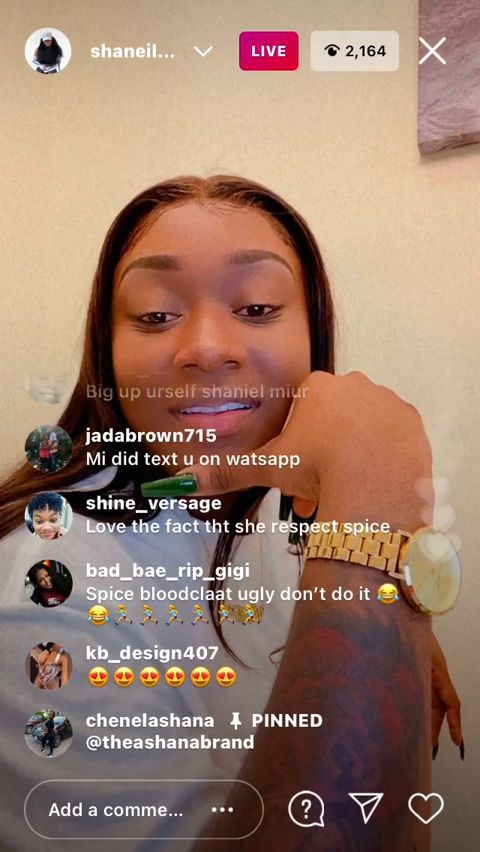 shaneil...
LIVE
2,164
Big up urself shaniel miur
jadabrown715
Mi did text u on watsapp
shine_versage
Love the fact tht she respect spice
bad_bae_rip_gigi
Spice bloodclaat ugly don’t do it 😂
😂🏃🏃🏃🏃🏃🏃
kb_design407
😍😍😍😍😍😍
chenelashana PINNED
@theashanabrand
Add a comme...